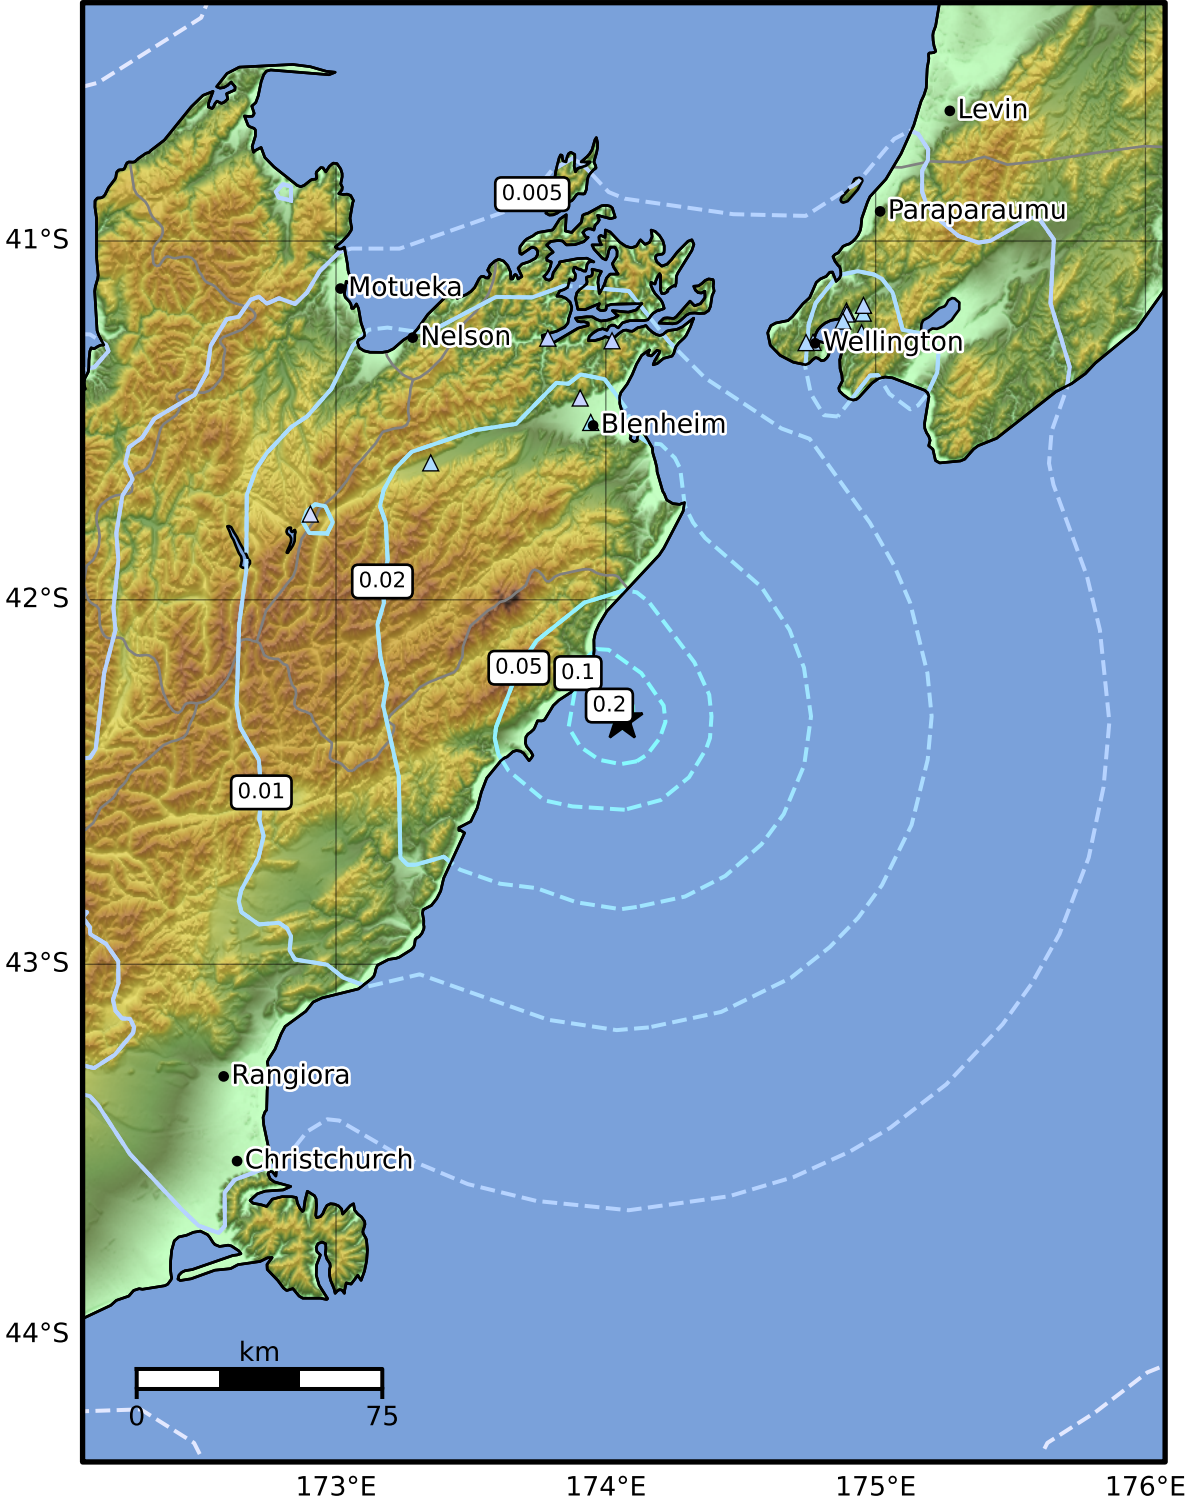 Levin
0.005
Paraparaumu
41°S
Motueka
Nelson
Wellington
Blenheim
0.02
42°S
0.05
0.1
0.2
0.01
43°S
Rangiora
Christchurch
44°S
km
0
75
173°E
174°E
175°E
176°E